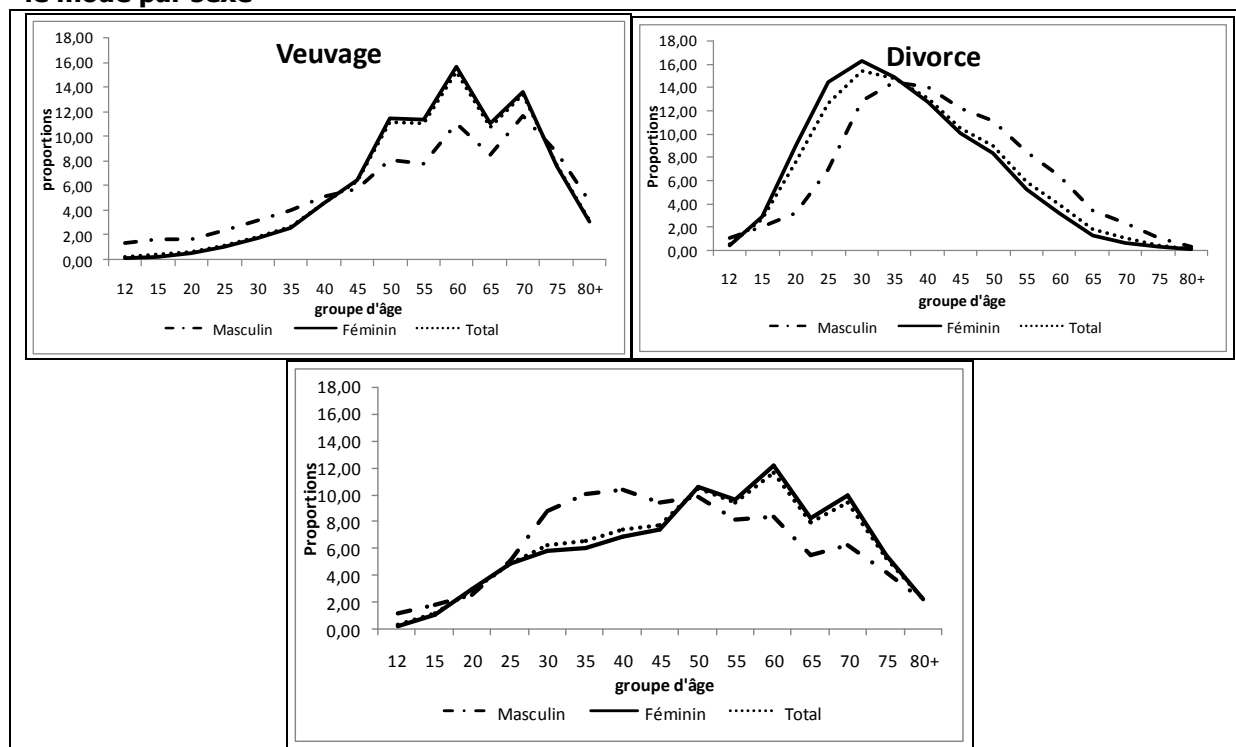 le mode par sexe
Veuvage
18,00
16,00
14,00
12,00
10,00
8,00
6,00
4,00
2,00
0,00
proportions
12 15 20 25 30 35 40 45 50 55 60 65 70 75 80+
groupe d'âge
Masculin Féminin Total
Divorce
18,00
16,00
14,00
12,00
10,00
8,00
6,00
4,00
2,00
0,00
Proportions
12 15 20 25 30 35 40 45 50 55 60 65 70 75 80+
groupe d'âge
Masculin Féminin Total
18,00
16,00
14,00
12,00
10,00
8,00
6,00
4,00
2,00
0,00
Proportions
12 15 20 25 30 35 40 45 50 55 60 65 70 75 80+
groupe d'âge
Masculin Féminin Total